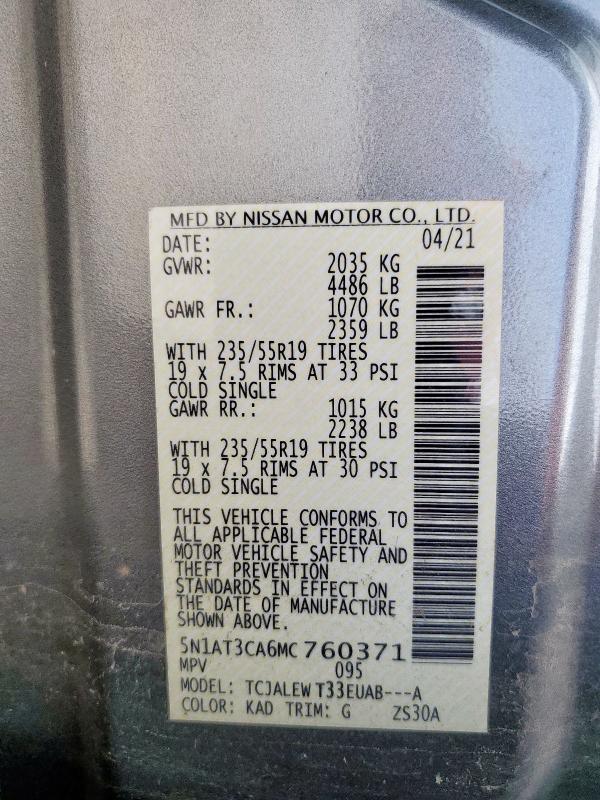 MFD BY NISSAN MOTOR CO., LTD.
DATE: 04/21
GVWR: 2035 KG
4486 LB
GAWR FR.: 1070 KG
2359 LB
WITH 235/55R19 TIRES
19 x 7.5 RIMS AT 33 PSI
COLD SINGLE
GAWR RR.: 1015 KG
2238 LB
WITH 235/55R19 TIRES
19 x 7.5 RIMS AT 30 PSI
COLD SINGLE
THIS VEHICLE CONFORMS TO
ALL APPLICABLE FEDERAL
MOTOR VEHICLE SAFETY AND
THEFT PREVENTION
STANDARDS IN EFFECT ON
THE DATE OF MANUFACTURE
SHOWN ABOVE.
5N1AT3CA6MC 760371
MPV 095
MODEL: TCJALEW T33EUAB---A
COLOR: KAD TRIM: G ZS30A